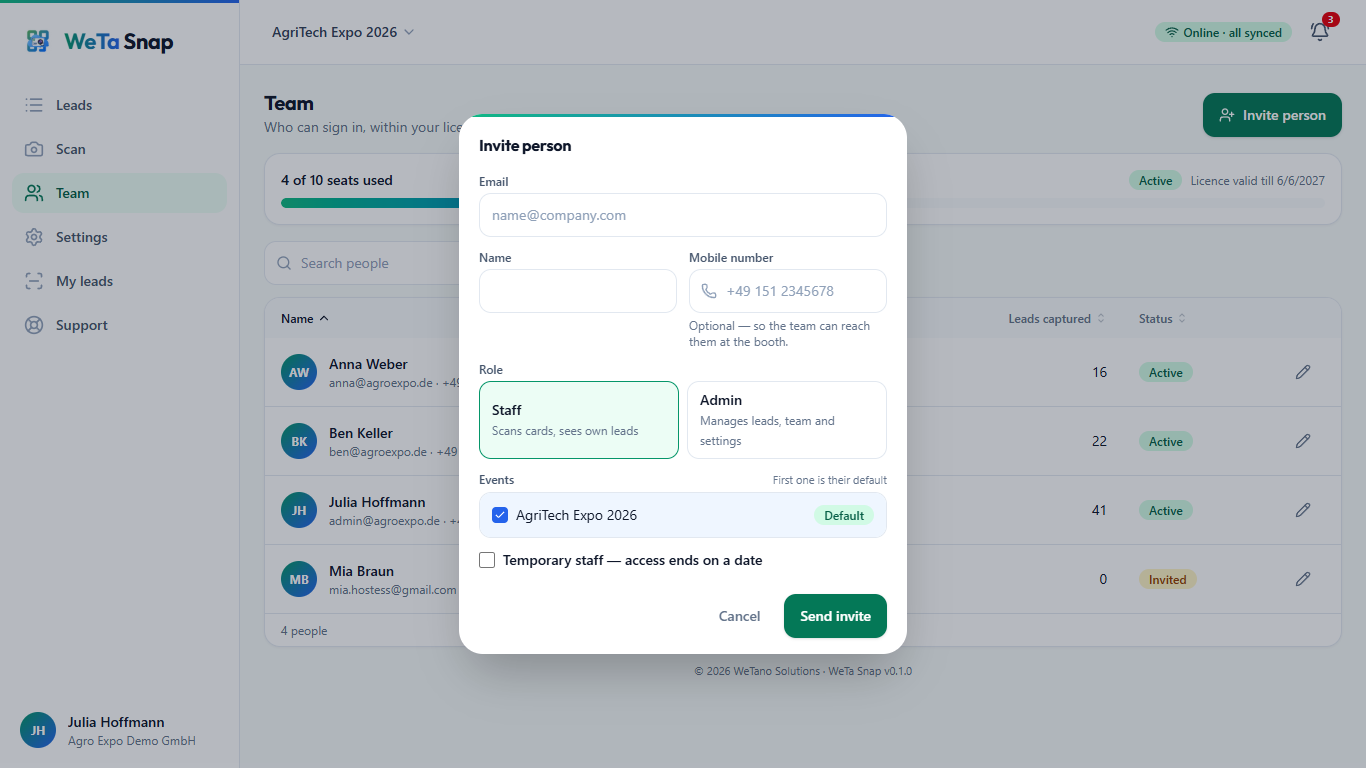 WeTa Snap
Leads
Scan
Team
Settings
My leads
Support
Julia Hoffmann
Agro Expo Demo GmbH
JH
AgriTech Expo 2026
Online · all synced
3
Team
Who can sign in, within your
Invite person
4 of 10 seats used
Active
Licence valid till 6/6/2027
Search people
Name
Leads captured
Status
AW
Anna Weber
anna@agroexpo.de ·
16
Active
BK
Ben Keller
ben@agroexpo.de · +49
22
Active
JH
Julia Hoffmann
admin@agroexpo.de ·
41
Active
MB
Mia Braun
mia.hostess@gmail.com
0
Invited
4 people
© 2026 WeTano Solutions · WeTa Snap v0.1.0
Invite person
Email
name@company.com
Name
Mobile number
+49 151 2345678
Optional — so the team can reach
them at the booth.
Role
Staff
Scans cards, sees own leads
Admin
Manages leads, team and
settings
Events
First one is their default
AgriTech Expo 2026
Default
Temporary staff — access ends on a date
Cancel
Send invite